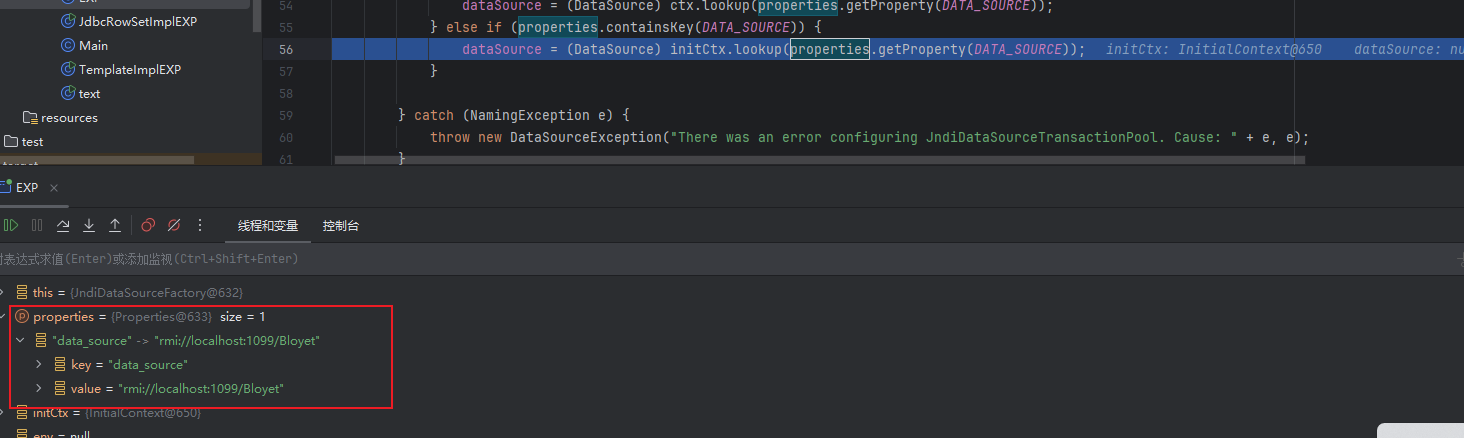 EXP
JdbcRowSetImplEXP
Main
TemplateImplEXP
text
resources
test
target
54 dataSource = (DataSource) ctx.lookup(properties.getProperty(DATA_SOURCE));
55 } else if (properties.containsKey(DATA_SOURCE)) {
56 dataSource = (DataSource) initCtx.lookup(properties.getProperty(DATA_SOURCE)); initCtx: InitialContext@650 dataSource: nu
57 }
58
59 } catch (NamingException e) {
60 throw new DataSourceException("There was an error configuring JndiDataSourceTransactionPool. Cause: " + e, e);
61 }
EXP ×
线程和变量 控制台
对表达式求值(Enter)或添加监视(Ctrl+Shift+Enter)
this = {JndiDataSourceFactory@632}
properties = {Properties@633} size = 1
"data_source" -> "rmi://localhost:1099/Bloyet"
key = "data_source"
value = "rmi://localhost:1099/Bloyet"
initCtx = {InitialContext@650}
env = null